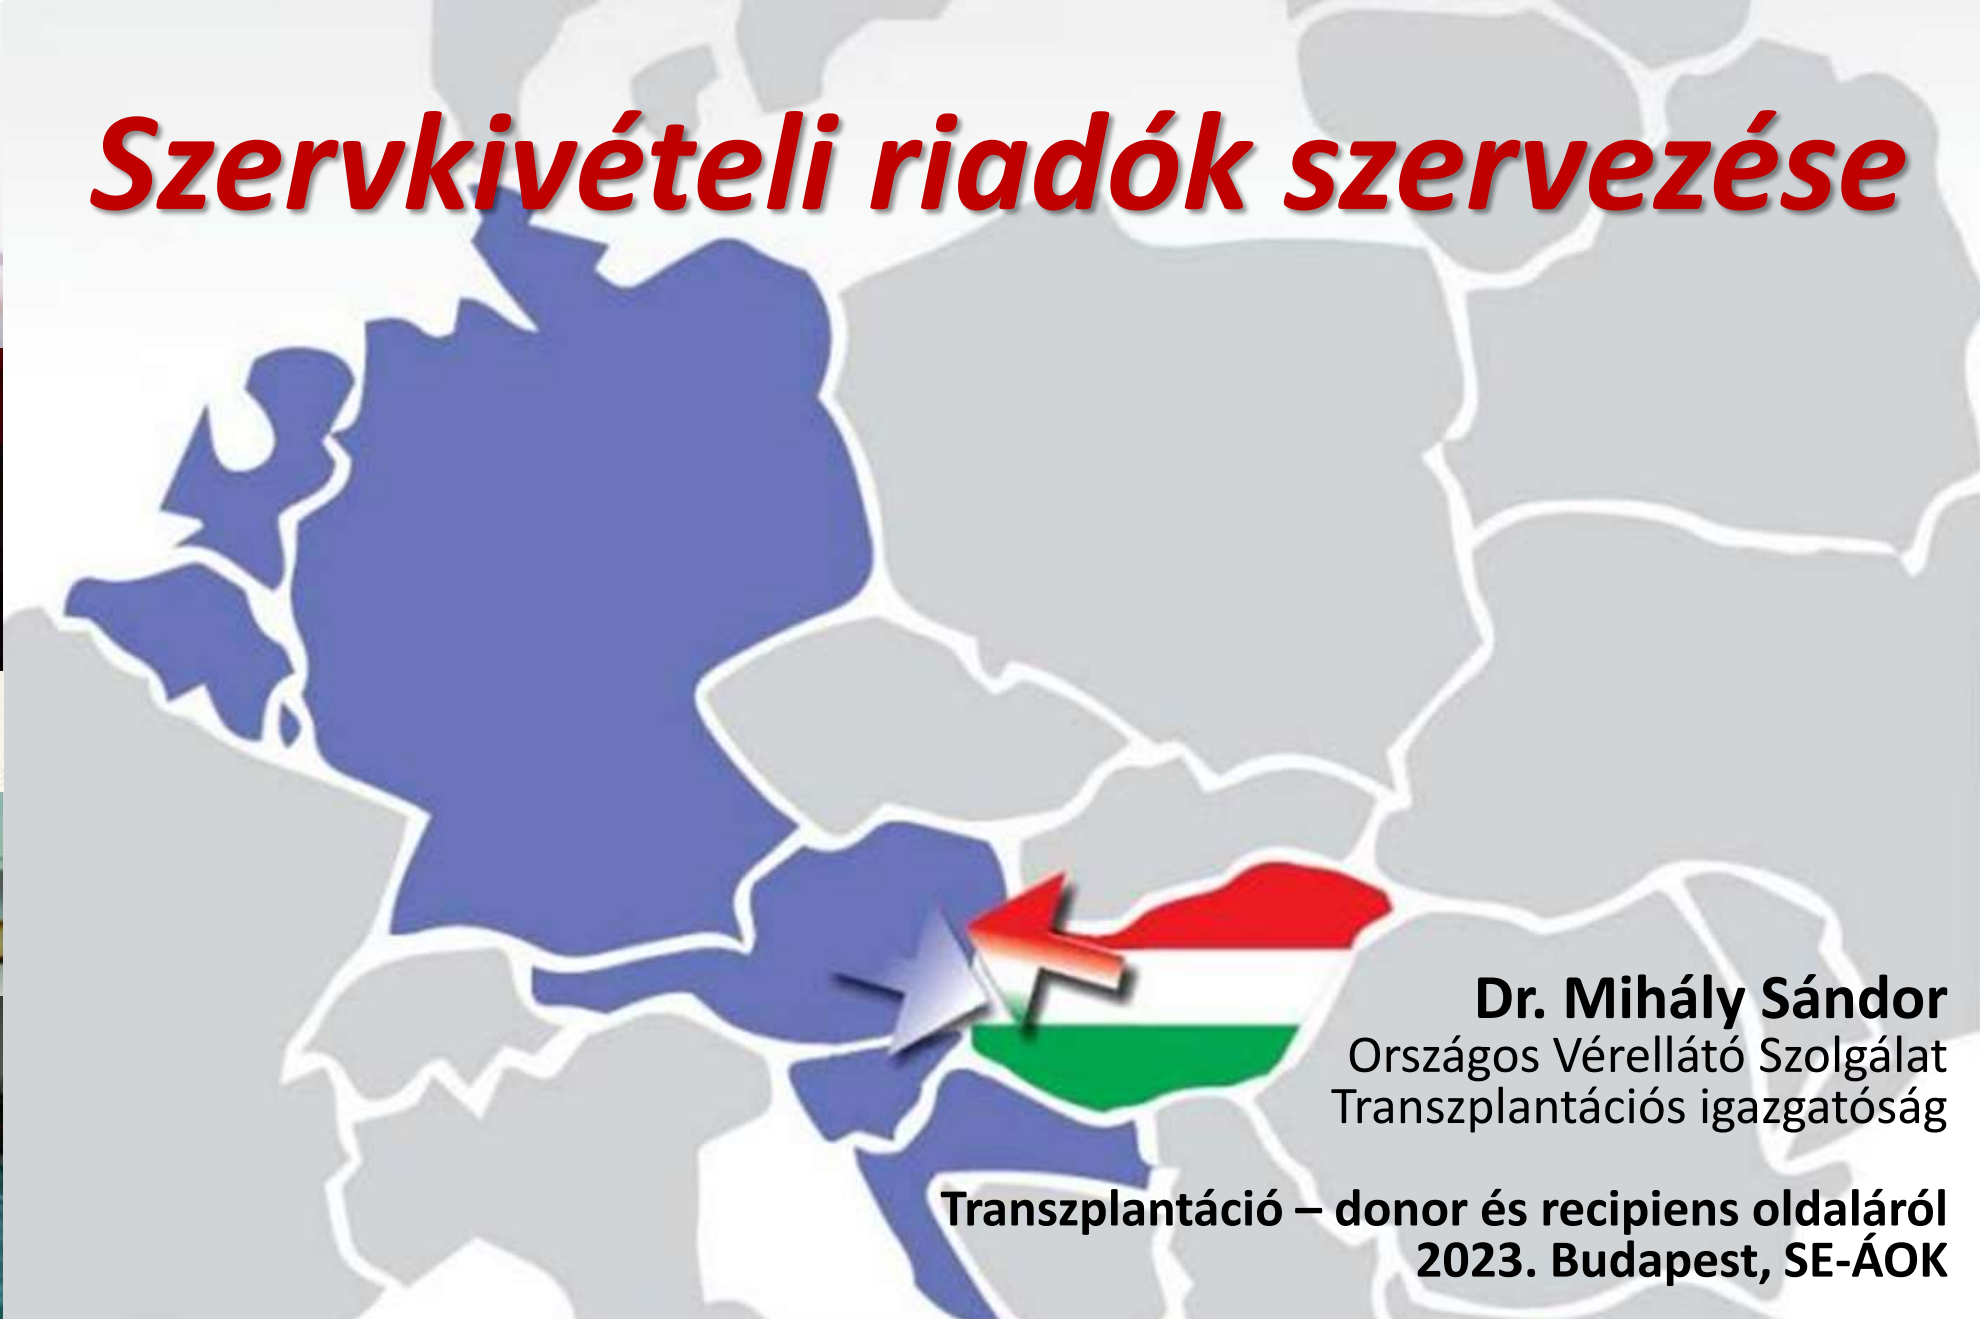 Szervkivételi riadók szervezése
Dr. Mihály Sándor
Országos Vérellátó Szolgálat
Transzplantációs igazgatóság
Transzplantáció – donor és recipiens oldaláról
2023. Budapest, SE-ÁOK